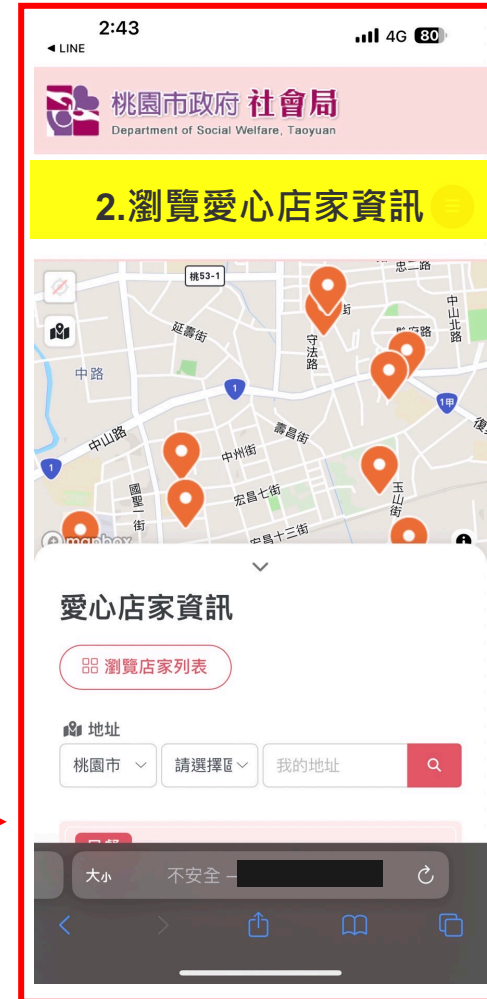 2:43
4G 80
◀ LINE
桃園市政府 社會局
Department of Social Welfare, Taoyuan
2.瀏覽愛心店家資訊
桃53-1
忠二路
延壽街
街
中山北路
守法路
中路
1
1甲
中山路
壽昌街
中州街
1
國聖一街
宏昌七街
玉山街
宏昌十三街
mapbox
愛心店家資訊
瀏覽店家列表
地址
桃園市
請選擇區
我的地址
大小
不安全 –